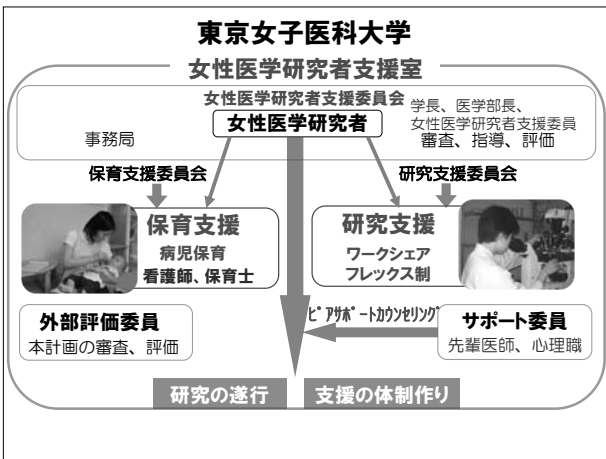 東京女子医科大学
女性医学研究者支援室
女性医学研究者支援委員会
女性医学研究者
事務局
学長、医学部長、
女性医学研究者支援委員
審査、指導、評価
保育支援委員会
研究支援委員会
保育支援
病児保育
看護師、保育士
研究支援
ワークシェア
フレックス制
外部評価委員
本計画の審査、評価
ﾋﾟｱｻﾎﾟｰﾄｶｳﾝｾﾘﾝｸﾞ
サポート委員
先輩医師、心理職
研究の遂行
支援の体制作り